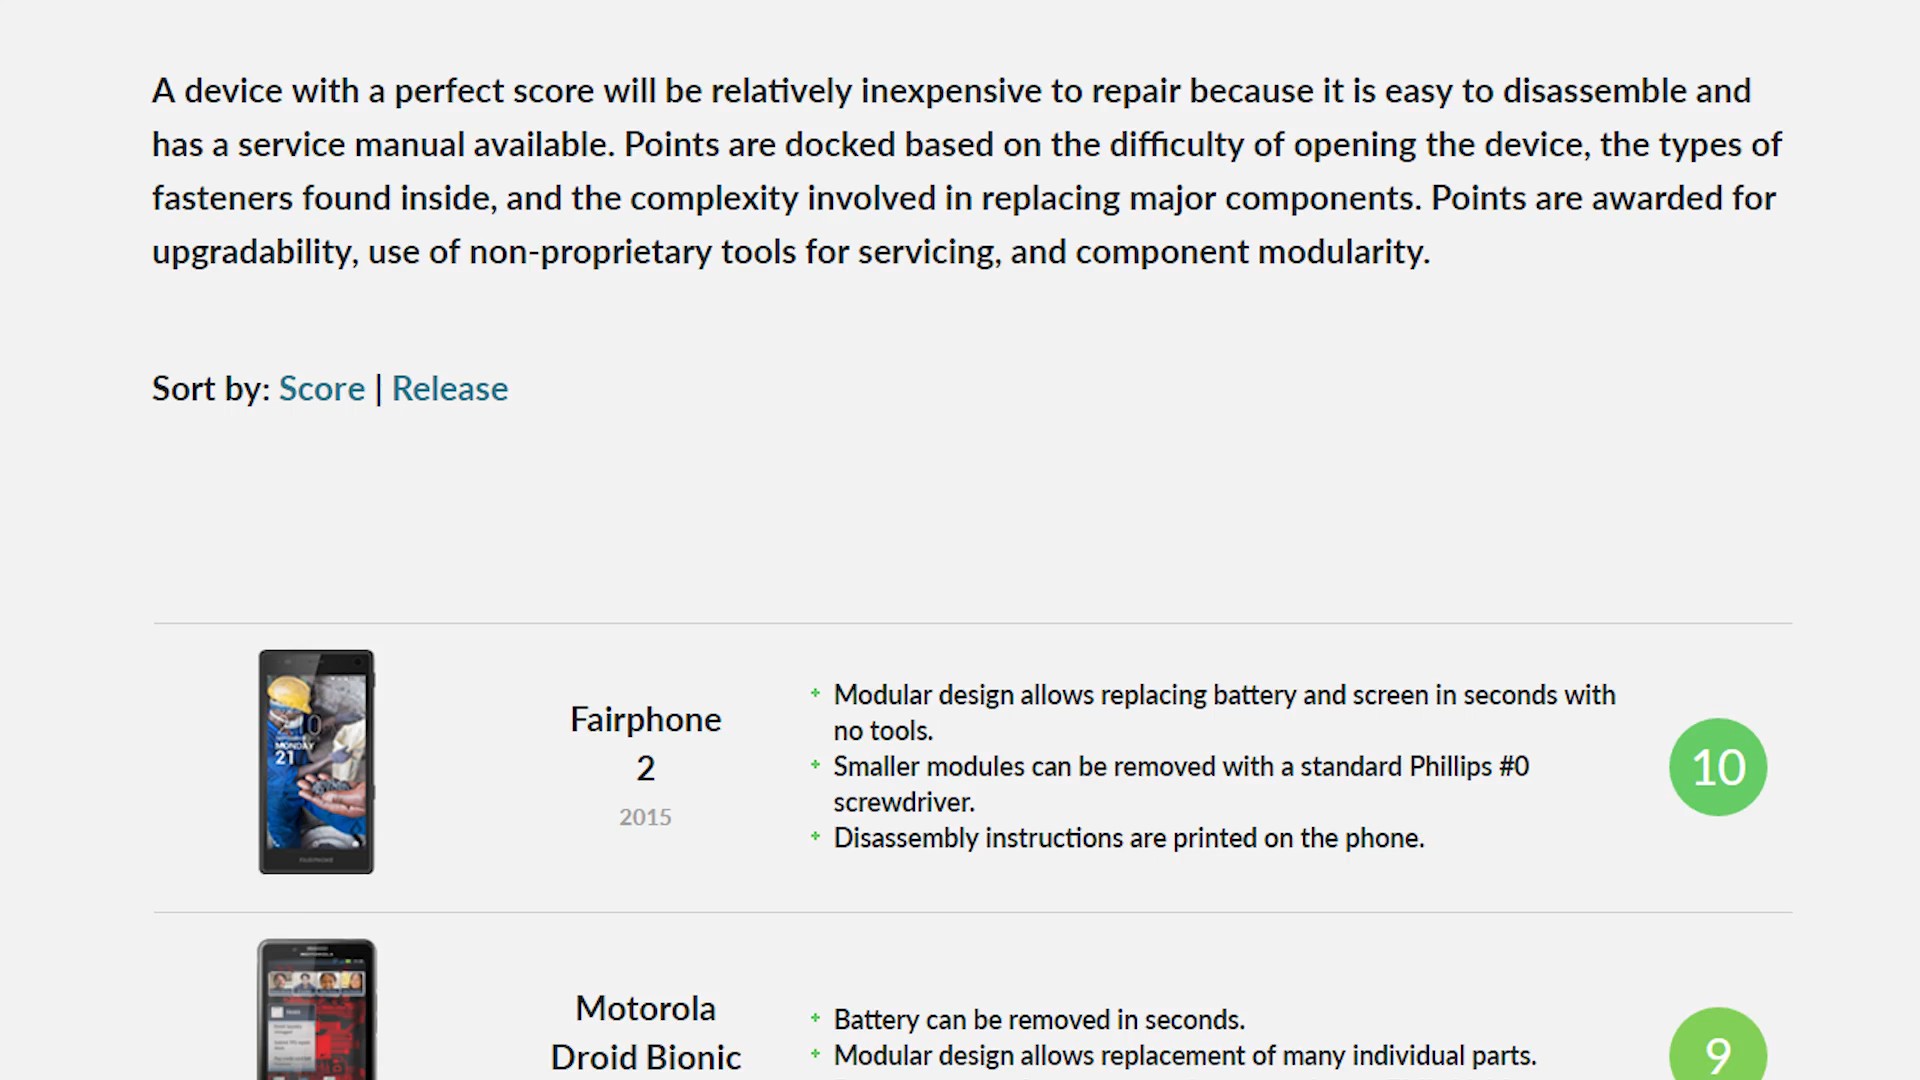 A device with a perfect score will be relatively inexpensive to repair because it is easy to disassemble and
has a service manual available. Points are docked based on the difficulty of opening the device, the types of
fasteners found inside, and the complexity involved in replacing major components. Points are awarded for
upgradability, use of non-proprietary tools for servicing, and component modularity.
Sort by: Score | Release
MONDAY
21
FAIRPHONE
Fairphone
2
2015
Modular design allows replacing battery and screen in seconds with
no tools.
Smaller modules can be removed with a standard Phillips #0
screwdriver.
Disassembly instructions are printed on the phone.
10
MOTOROLA
Motorola
Droid Bionic
Battery can be removed in seconds.
Modular design allows replacement of many individual parts.
9